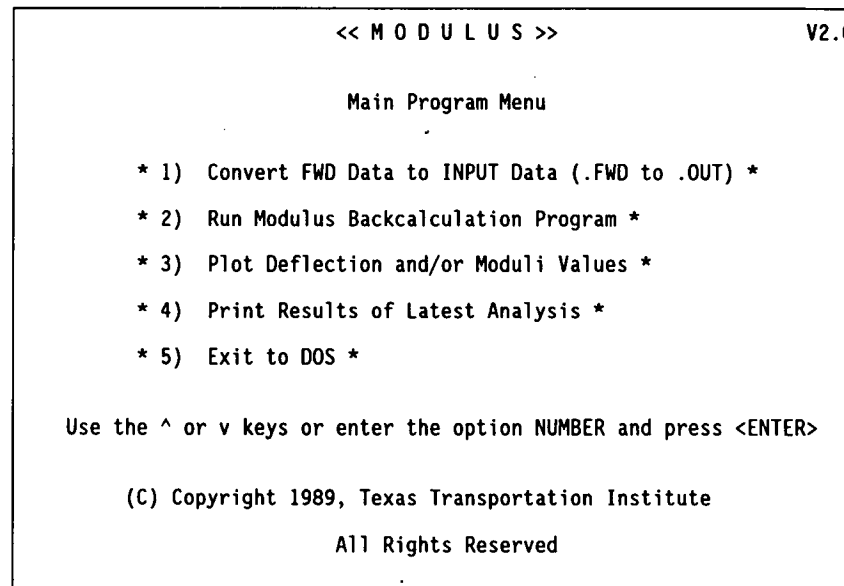 << M O D U L U S >> V2.
Main Program Menu
* 1) Convert FWD Data to INPUT Data (.FWD to .OUT) *
* 2) Run Modulus Backcalculation Program *
* 3) Plot Deflection and/or Moduli Values *
* 4) Print Results of Latest Analysis *
* 5) Exit to DOS *
Use the ^ or v keys or enter the option NUMBER and press <ENTER>
(C) Copyright 1989, Texas Transportation Institute
All Rights Reserved